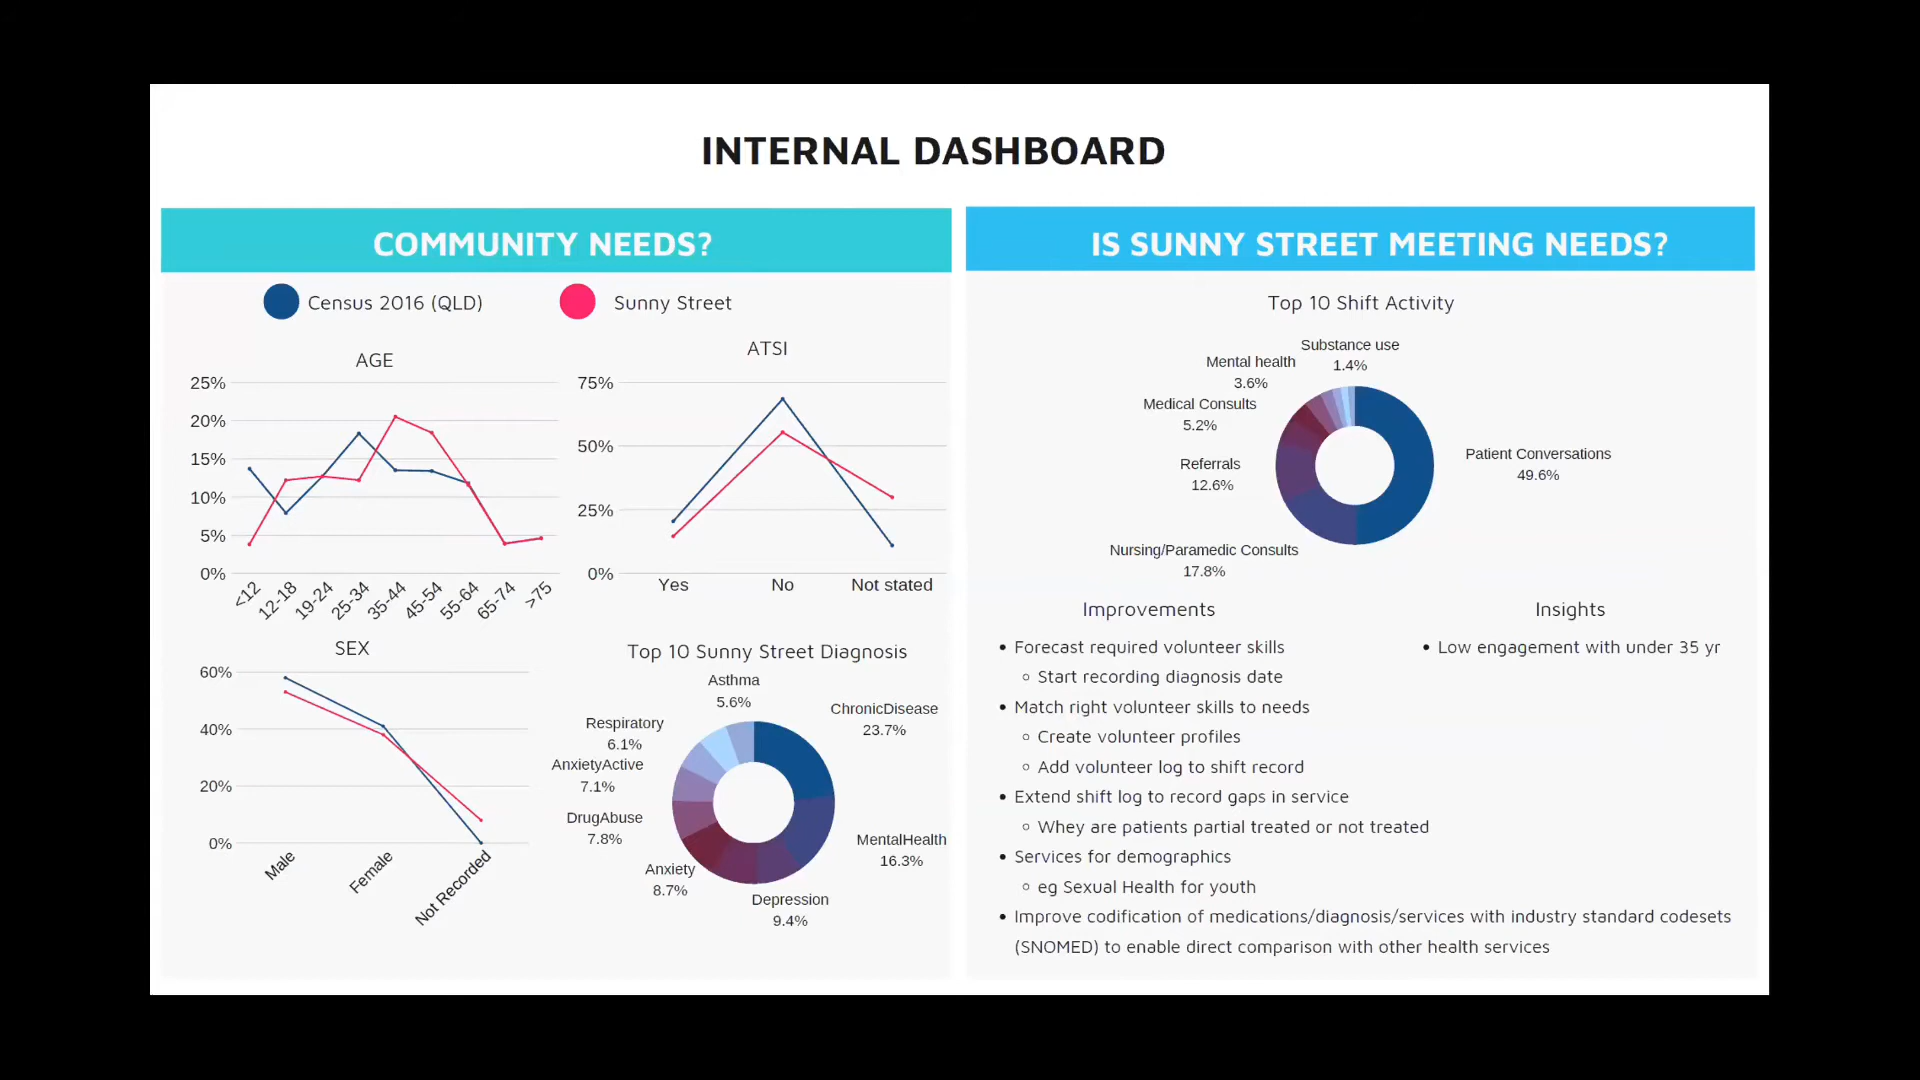 INTERNAL DASHBOARD
COMMUNITY NEEDS?
Census 2016 (QLD)
Sunny Street
AGE
25%
20%
15%
10%
5%
0%
<12
12-18
19-24
25-34
35-44
45-54
55-64
65-74
>75
ATSI
75%
50%
25%
0%
Yes
No
Not stated
SEX
60%
40%
20%
0%
Male
Female
Not Recorded
Top 10 Sunny Street Diagnosis
Asthma
5.6%
ChronicDisease
23.7%
Respiratory
6.1%
AnxietyActive
7.1%
DrugAbuse
7.8%
MentalHealth
16.3%
Anxiety
8.7%
Depression
9.4%
IS SUNNY STREET MEETING NEEDS?
Top 10 Shift Activity
Substance use
1.4%
Mental health
3.6%
Medical Consults
5.2%
Patient Conversations
49.6%
Referrals
12.6%
Nursing/Paramedic Consults
17.8%
Improvements
• Forecast required volunteer skills
◦ Start recording diagnosis date
• Match right volunteer skills to needs
◦ Create volunteer profiles
◦ Add volunteer log to shift record
• Extend shift log to record gaps in service
◦ Whey are patients partial treated or not treated
• Services for demographics
◦ eg Sexual Health for youth
• Improve codification of medications/diagnosis/services with industry standard codesets
(SNOMED) to enable direct comparison with other health services
Insights
• Low engagement with under 35 yr